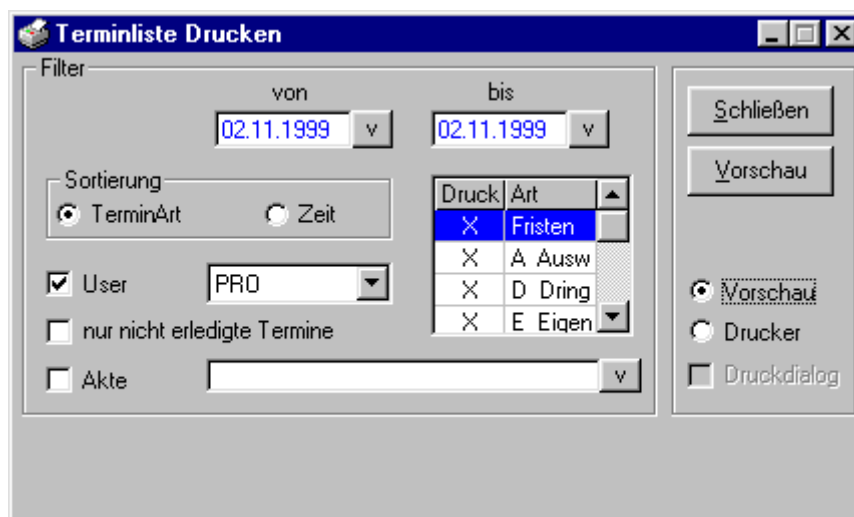 Terminliste Drucken
Filter
von
bis
02.11.1999 v
02.11.1999 v
Sortierung
TerminArt
Zeit
Druck Art
X Fristen
X A Ausw
X D Dring
X E Eigen
User
PRO
nur nicht erledigte Termine
Akte
v
Schließen
Vorschau
Vorschau
Drucker
Druckdialog